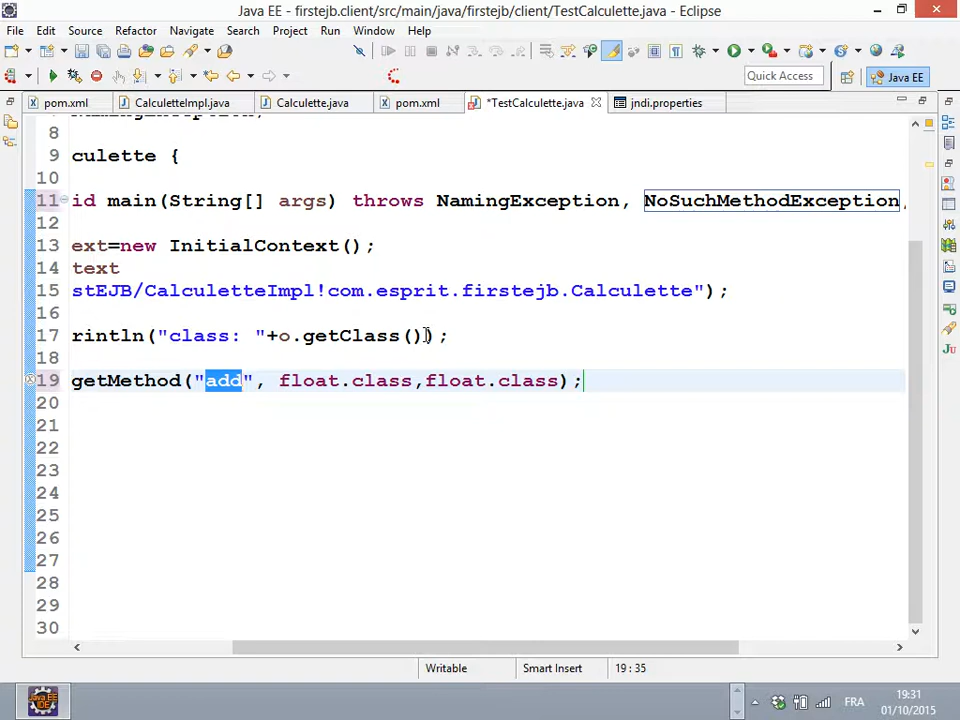 Java EE - firstejb.client/src/main/java/firstejb/client/TestCalculette.java - Eclipse
File Edit Source Refactor Navigate Search Project Run Window Help
Quick Access Java EE
pom.xml CalculetteImpl.java Calculette.java pom.xml *TestCalculette.java jndi.properties
8
9 culette {
10
11 id main(String[] args) throws NamingException, NoSuchMethodException,
12
13 ext=new InitialContext();
14 text
15 stEJB/CalculetteImpl!com.esprit.firstejb.Calculette");
16
17 rintln("class: "+o.getClass());
18
19 getMethod("add", float.class,float.class);
20
21
22
23
24
25
26
27
28
29
30
Writable Smart Insert 19 : 35
FRA 19:31
01/10/2015